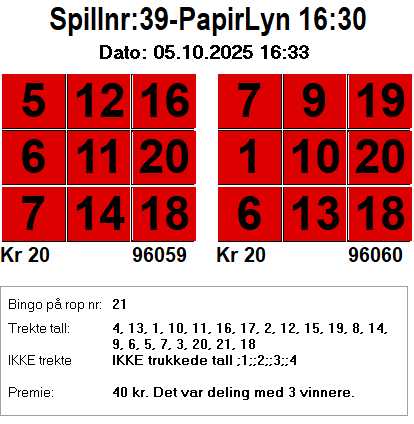 Spillnr:39-PapirLyn 16:30
Dato: 05.10.2025 16:33
5 12 16 7 9 19
6 11 20 1 10 20
7 14 18 6 13 18
Kr 20 96059 Kr 20 96060
Bingo på rop nr: 21
Trekte tall: 4, 13, 1, 10, 11, 16, 17, 2, 12, 15, 19, 8, 14,
9, 6, 5, 7, 3, 20, 21, 18
IKKE trekte IKKE trukkede tall ;1;;2;;3;;4
Premie: 40 kr. Det var deling med 3 vinnere.